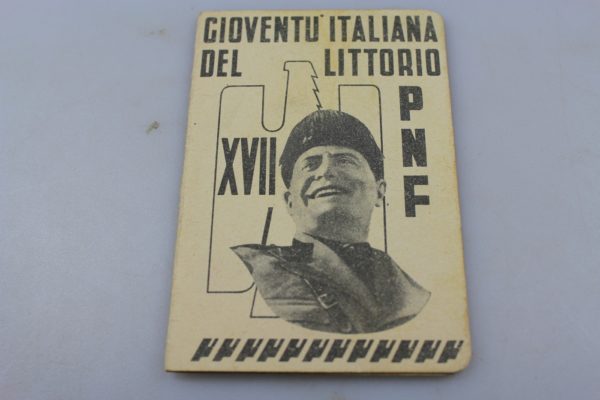 GIOVENTU' ITALIANA
DEL LITTORIO
PNF
XVII